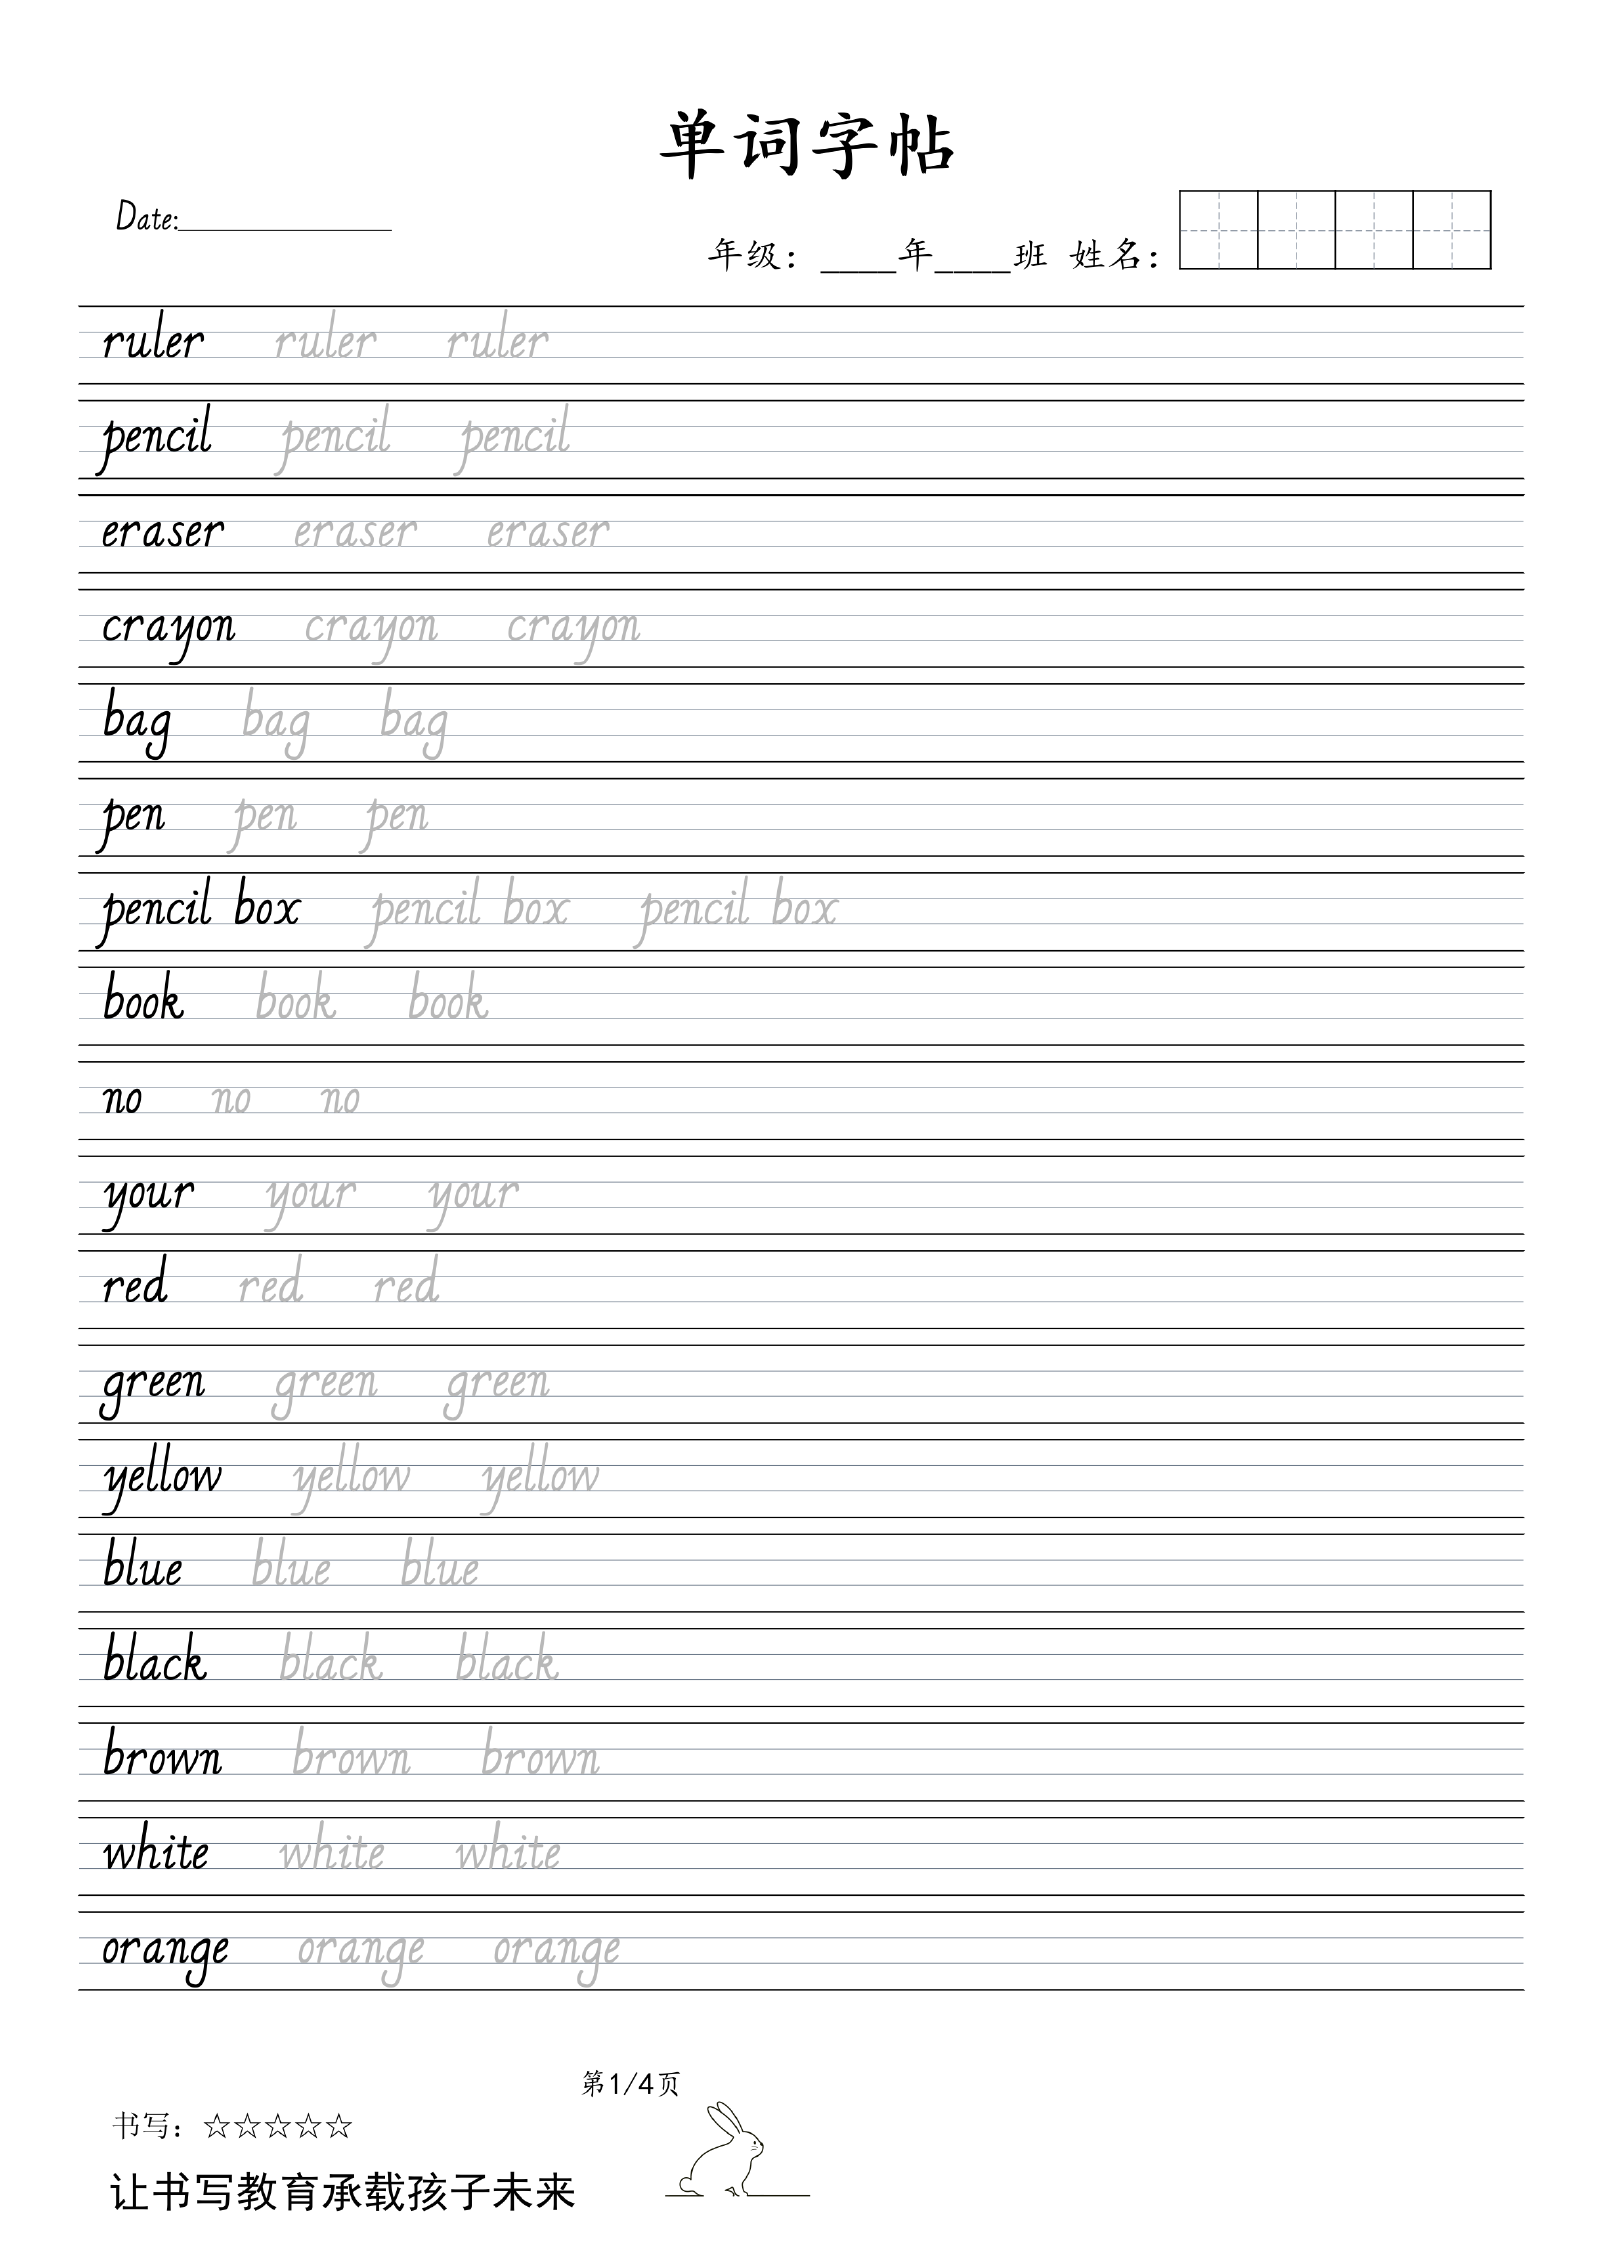 单词字帖
Date:____________
年级：____年____班 姓名：
ruler ruler ruler
pencil pencil pencil
eraser eraser eraser
crayon crayon crayon
bag bag bag
pen pen pen
pencil box pencil box pencil box
book book book
no no no
your your your
red red red
green green green
yellow yellow yellow
blue blue blue
black black black
brown brown brown
white white white
orange orange orange
第1/4页
书写：☆☆☆☆☆
让书写教育承载孩子未来